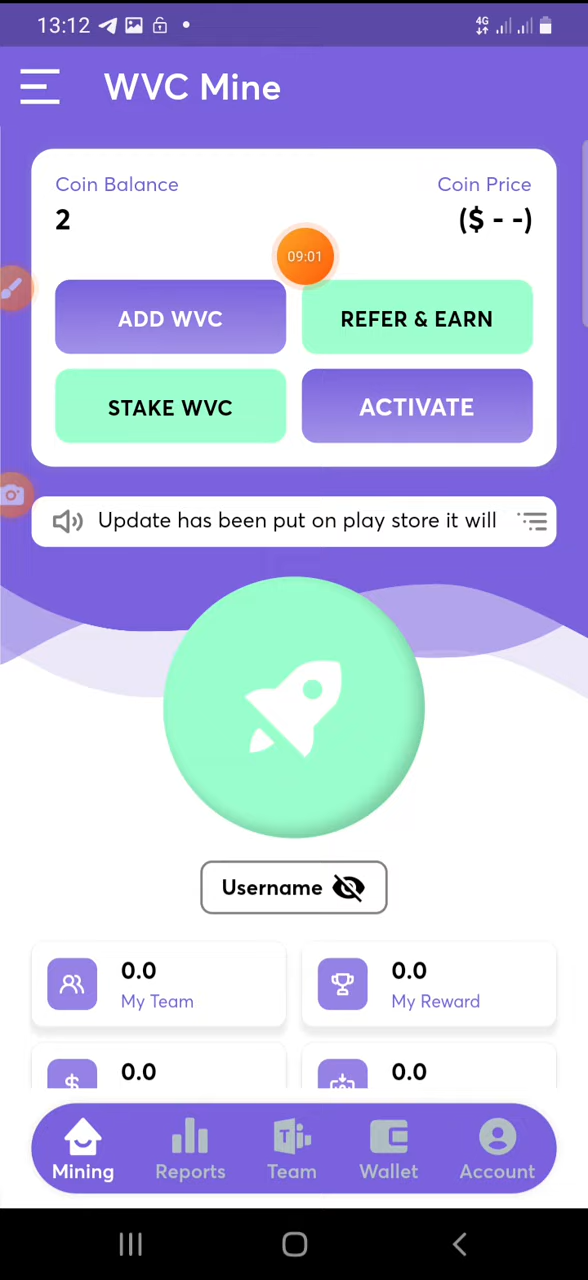 13:12
4G
WVC Mine
Coin Balance
Coin Price
2
($ - -)
09:01
ADD WVC
REFER & EARN
STAKE WVC
ACTIVATE
Update has been put on play store it will
Username
0.0
My Team
0.0
My Reward
0.0
0.0
Mining
Reports
Team
Wallet
Account